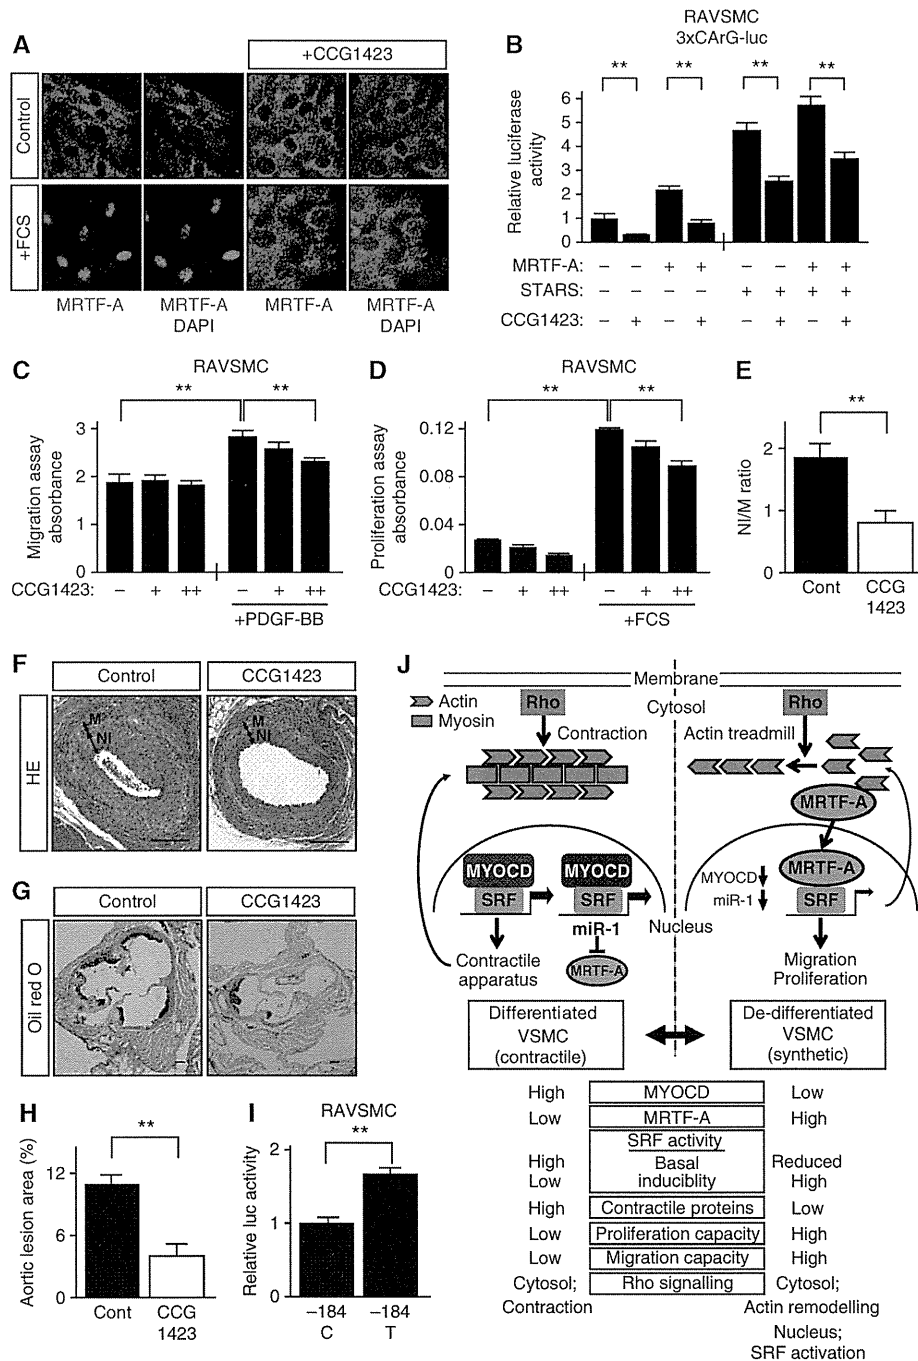 A
+CCG1423
Control
+FCS
MRTF-A
MRTF-A
DAPI
MRTF-A
MRTF-A
DAPI
B
RAVSMC
3xCArG-luc
** ** ** **
Relative luciferase
activity
6
5
4
3
2
1
0
MRTF-A: – – + + – – + +
STARS: – – – – + + + +
CCG1423: – + – + – + – +
C
RAVSMC
** **
Migration assay
absorbance
3
2
1
0
CCG1423: – + ++ – + ++
+PDGF-BB
D
RAVSMC
** **
Proliferation assay
absorbance
0.12
0.08
0.04
0
CCG1423: – + ++ – + ++
+FCS
E
**
NI/M ratio
2
1
0
Cont
CCG
1423
F
Control
CCG1423
HE
M
NI
M
NI
G
Control
CCG1423
Oil red O
H
**
Aortic lesion area (%)
12
6
0
Cont
CCG
1423
I
RAVSMC
**
Relative luc activity
2
1
0
–184
C
–184
T
J
Membrane
Actin
Myosin
Rho
Cytosol
Rho
Contraction
Actin treadmill
MRTF-A
MYOCD
SRF
MYOCD
SRF
miR-1
MRTF-A
Nucleus
MYOCD
miR-1
MRTF-A
SRF
Contractile
apparatus
Migration
Proliferation
Differentiated
VSMC
(contractile)
De-differentiated
VSMC
(synthetic)
High MYOCD Low
Low MRTF-A High
SRF activity
High Basal Reduced
Low induciblity High
High Contractile proteins Low
Low Proliferation capacity High
Low Migration capacity High
Cytosol; Rho signalling Cytosol;
Contraction Actin remodelling
Nucleus;
SRF activation